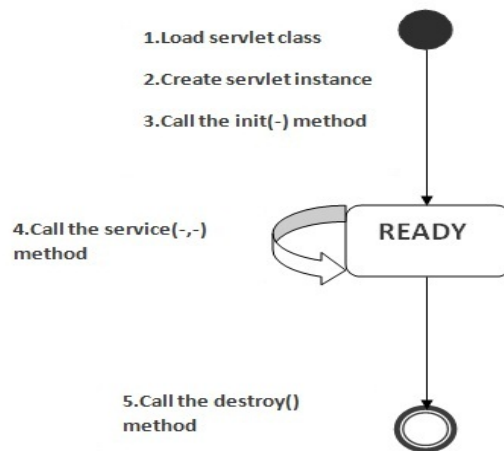 1.Load servlet class
2.Create servlet instance
3.Call the init(-) method
4.Call the service(-,-)
method
READY
5.Call the destroy()
method